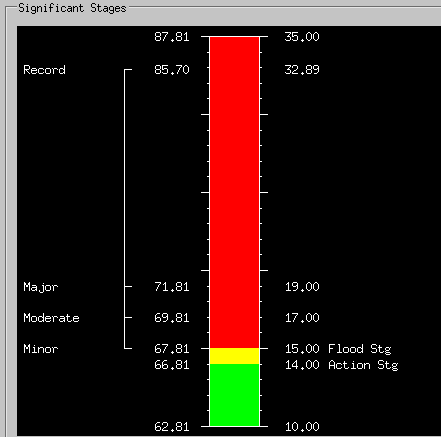 Significant Stages
87.81 35.00
Record 85.70 32.89
Major 71.81 19.00
Moderate 69.81 17.00
Minor 67.81 15.00 Flood Stg
66.81 14.00 Action Stg
62.81 10.00